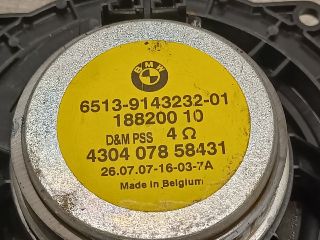 BMW
6513-9143232-01
188200 10
D&M PSS 4 Ω
4304 078 58431
26.07.07-16-03-7A
Made in Belgium